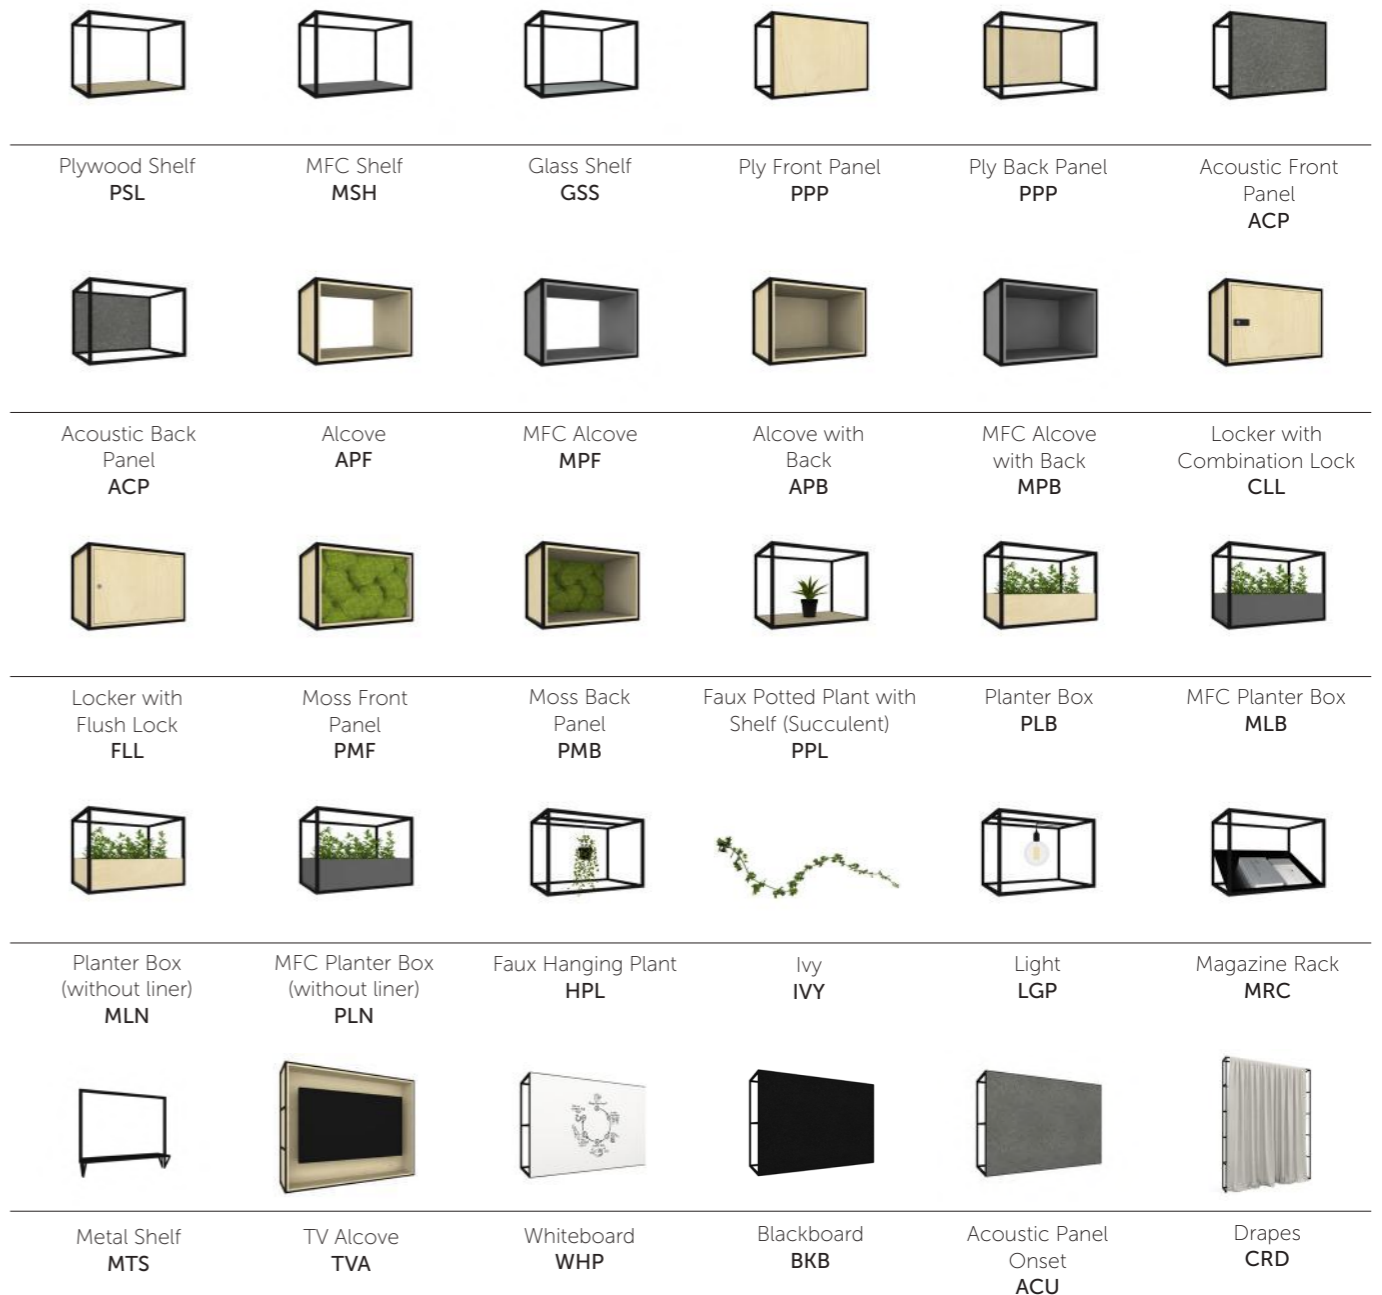 Plywood Shelf
PSL
MFC Shelf
MSH
Glass Shelf
GSS
Ply Front Panel
PPP
Ply Back Panel
PPP
Acoustic Front
Panel
ACP
Acoustic Back
Panel
ACP
Alcove
APF
MFC Alcove
MPF
Alcove with
Back
APB
MFC Alcove
with Back
MPB
Locker with
Combination Lock
CLL
Locker with
Flush Lock
FLL
Moss Front
Panel
PMF
Moss Back
Panel
PMB
Faux Potted Plant with
Shelf (Succulent)
PPL
Planter Box
PLB
MFC Planter Box
MLB
Planter Box
(without liner)
MLN
MFC Planter Box
(without liner)
PLN
Faux Hanging Plant
HPL
Ivy
IVY
Light
LGP
Magazine Rack
MRC
Metal Shelf
MTS
TV Alcove
TVA
Whiteboard
WHP
Blackboard
BKB
Acoustic Panel
Onset
ACU
Drapes
CRD